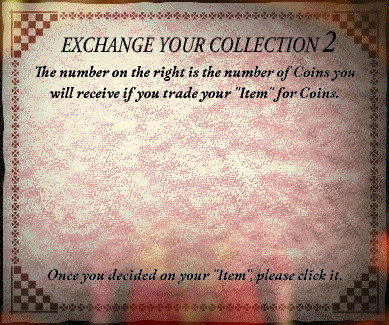 EXCHANGE YOUR COLLECTION 2
The number on the right is the number of Coins you
will receive if you trade your "Item" for Coins.
Once you decided on your "Item", please click it.